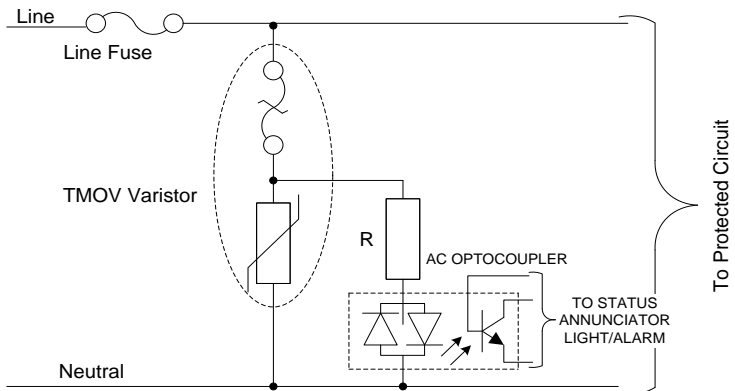 Line
Line Fuse
TMOV Varistor
R
AC OPTOCOUPLER
TO STATUS
ANNUNCIATOR
LIGHT/ALARM
Neutral
To Protected Circuit